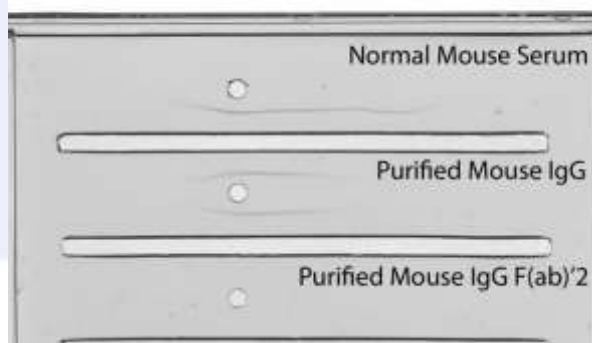 Normal Mouse Serum
Purified Mouse IgG
Purified Mouse IgG F(ab)'2